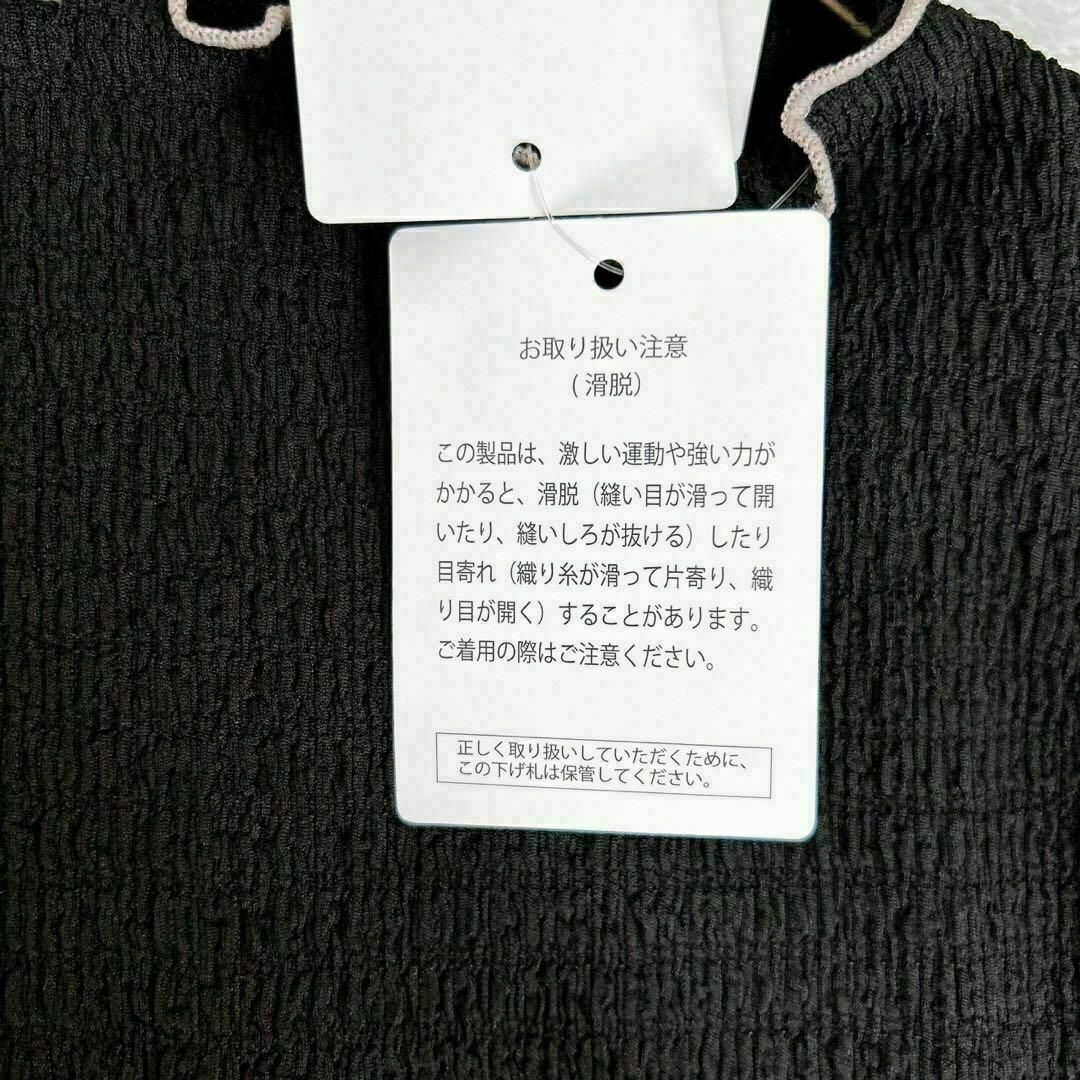 お取り扱い注意
(滑脱)
この製品は、激しい運動や強い力が
かかると、滑脱（縫い目が滑って開
いたり、縫いしろが抜ける）したり
目寄れ（織り糸が滑って片寄り、織
り目が開く）することがあります。
ご着用の際はご注意ください。
正しく取り扱いしていただくために、
この下げ札は保管してください。